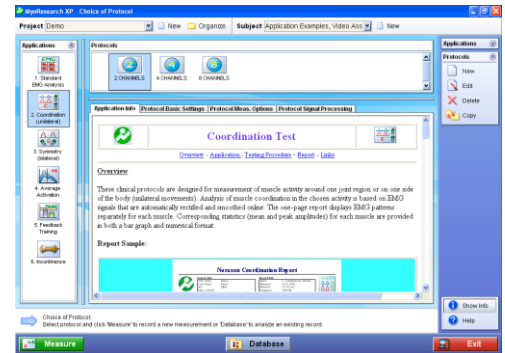 MyoResearch XP - Choice of Protocol
Project Demo New Organize Subject Application Examples, Video Ass New
Applications
1. Standard
EMG Analysis
2. Coordination
(unilateral)
3. Symmetry
(bilateral)
4. Average
Activation
5. Feedback
Training
6. Incontinence
Protocols
2 CHANNELS
4 CHANNELS
8 CHANNELS
Application Info Protocol Basic Settings Protocol Meas. Options Protocol Signal Processing
Coordination Test
Overview - Application - Testing Procedure - Report - Links
Overview
These clinical protocols are designed for measurement of muscle activity around one joint region or on one side
of the body (unilateral movements). Analysis of muscle coordination in the chosen activity is based on EMG
signals that are automatically rectified and smoothed online. The one-page report displays EMG patterns
separately for each muscle. Corresponding statistics (mean and peak amplitudes) for each muscle are provided
in both a bar graph and numerical format.
Report Sample:
Noraxon Coordination Report
Applications
Protocols
New
Edit
Delete
Copy
Show Info
Help
Choice of Protocol
Select protocol and click 'Measure' to record a new measurement or 'Database' to analyze an existing record.
Measure
Database
Exit